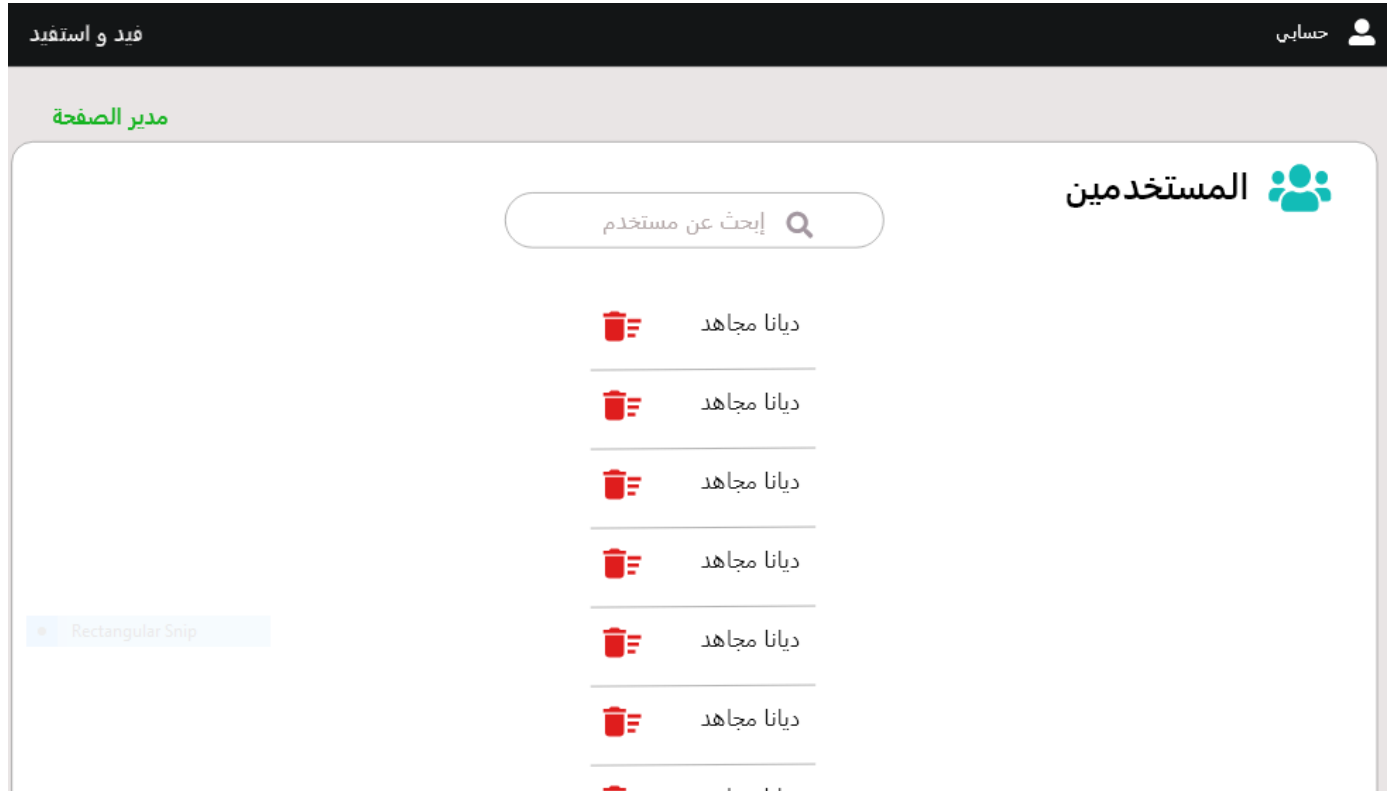 حسابي
فيد و استفيد
مدير الصفحة
المستخدمين
إبحث عن مستخدم
ديانا مجاهد
ديانا مجاهد
ديانا مجاهد
ديانا مجاهد
ديانا مجاهد
ديانا مجاهد
Rectangular Snip